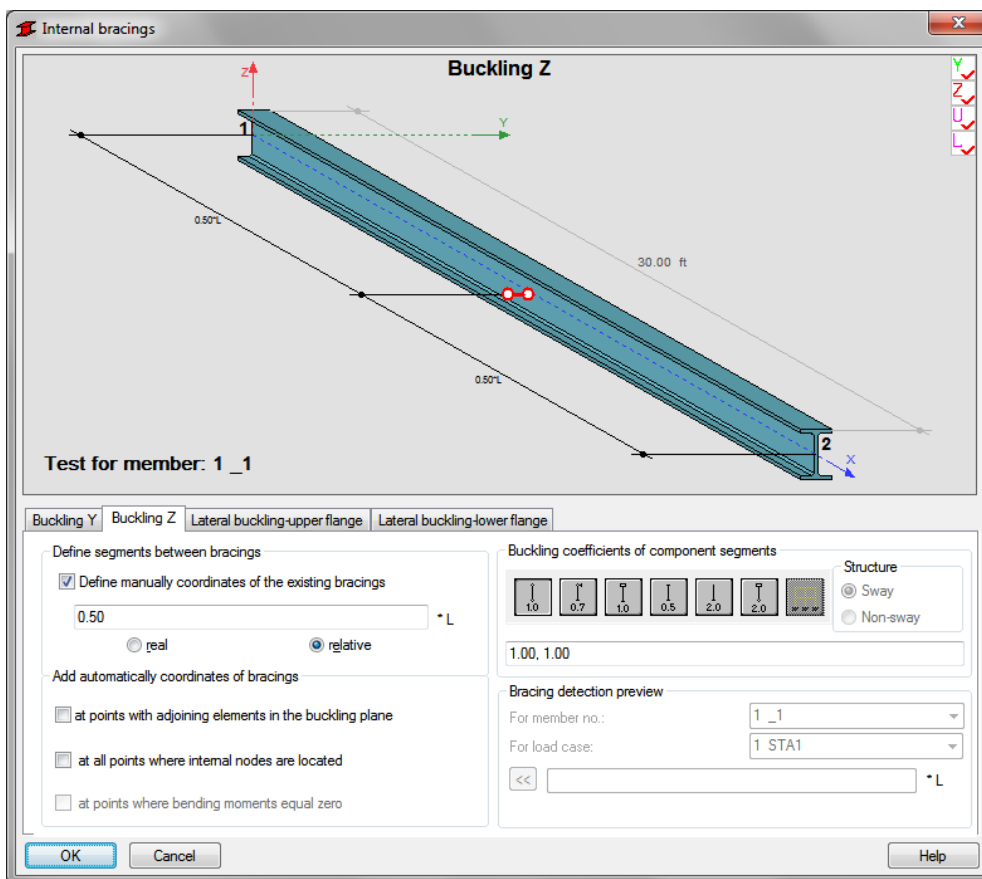 Internal bracings
Buckling Z
Z
Y
1
Y
Z
U
L
0.50*L
30.00 ft
0.50*L
2
X
Test for member: 1 _1
Buckling Y Buckling Z Lateral buckling-upper flange Lateral buckling-lower flange
Define segments between bracings
Define manually coordinates of the existing bracings
0.50 * L
real relative
Add automatically coordinates of bracings
at points with adjoining elements in the buckling plane
at all points where internal nodes are located
at points where bending moments equal zero
Buckling coefficients of component segments
1.0 0.7 1.0 0.5 2.0 2.0
Structure
Sway
Non-sway
1.00, 1.00
Bracing detection preview
For member no.: 1 _1
For load case: 1 STA1
<< * L
OK Cancel Help